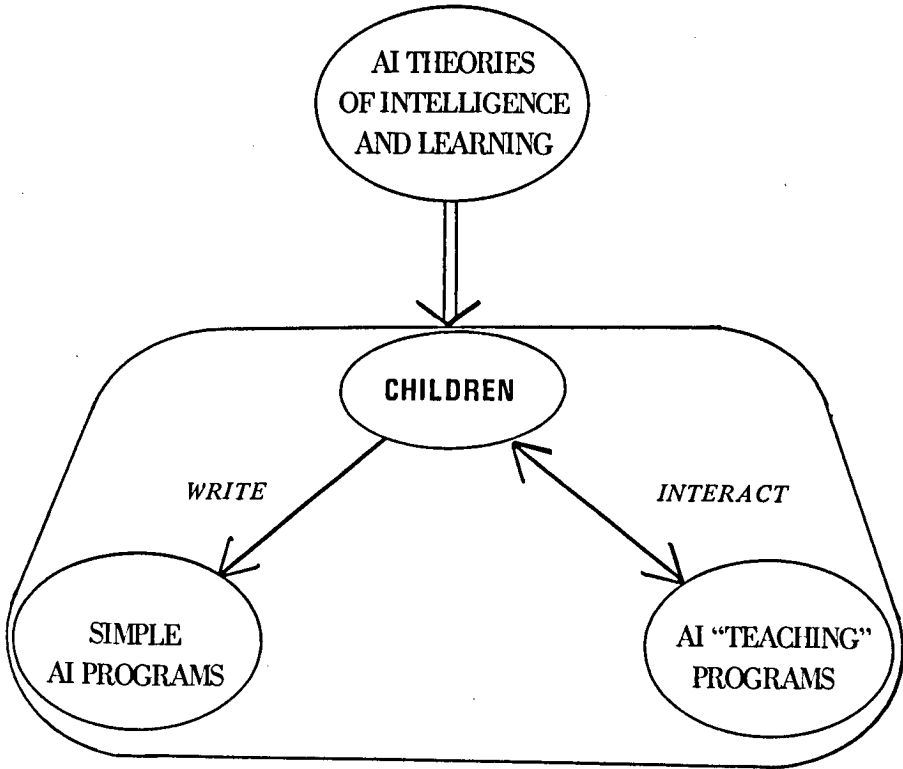 AI THEORIES
OF INTELLIGENCE
AND LEARNING
CHILDREN
WRITE
INTERACT
SIMPLE
AI PROGRAMS
AI “TEACHING”
PROGRAMS